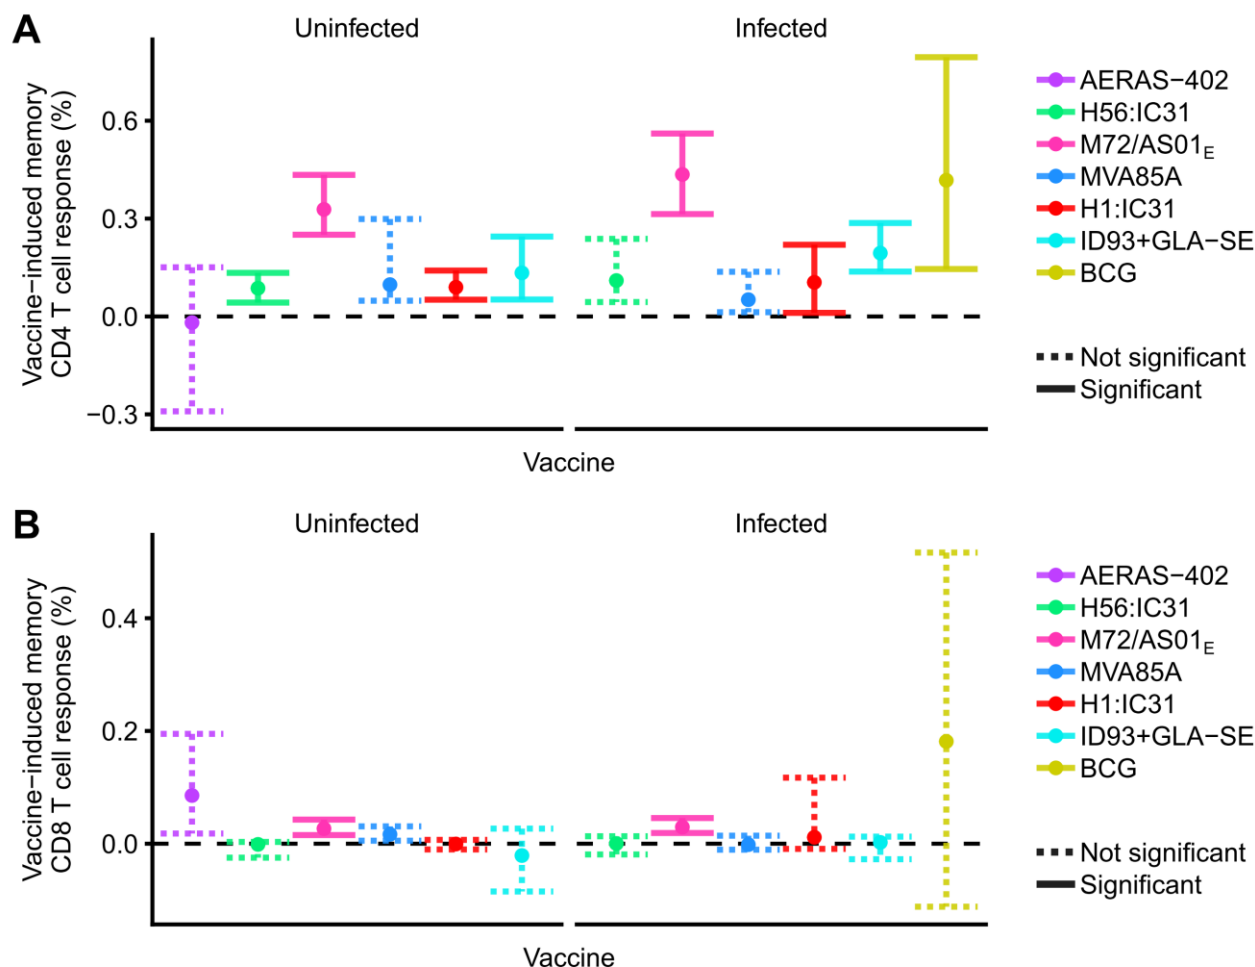 A
Uninfected
Infected
Vaccine−induced memory
CD4 T cell response (%)
0.6
0.3
0.0
−0.3
Vaccine
AERAS−402
H56:IC31
M72/AS01E
MVA85A
H1:IC31
ID93+GLA−SE
BCG
Not significant
Significant
B
Uninfected
Infected
Vaccine−induced memory
CD8 T cell response (%)
0.4
0.2
0.0
Vaccine
AERAS−402
H56:IC31
M72/AS01E
MVA85A
H1:IC31
ID93+GLA−SE
BCG
Not significant
Significant